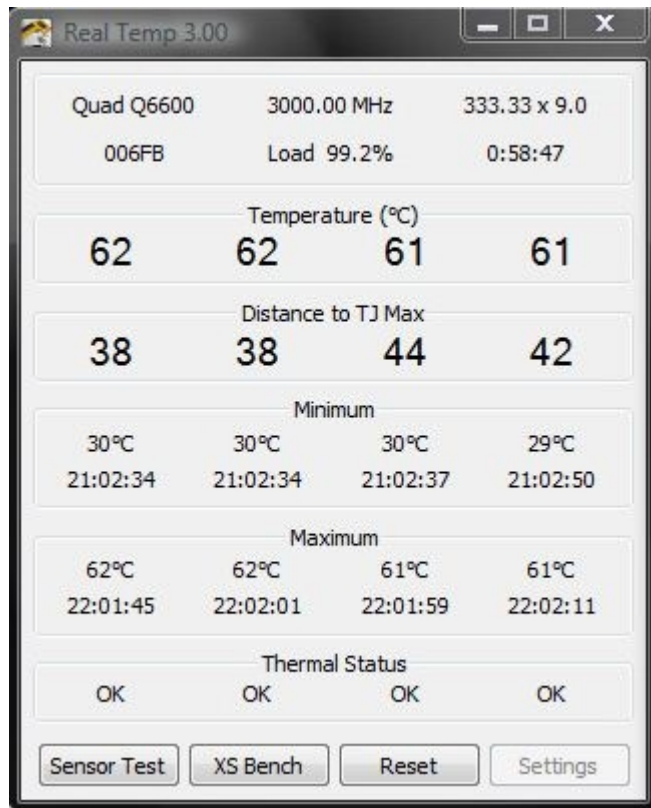 Real Temp 3.00
Quad Q6600 3000.00 MHz 333.33 x 9.0
006FB Load 99.2% 0:58:47
Temperature (°C)
62 62 61 61
Distance to TJ Max
38 38 44 42
Minimum
30°C 30°C 30°C 29°C
21:02:34 21:02:34 21:02:37 21:02:50
Maximum
62°C 62°C 61°C 61°C
22:01:45 22:02:01 22:01:59 22:02:11
Thermal Status
OK OK OK OK
Sensor Test XS Bench Reset Settings